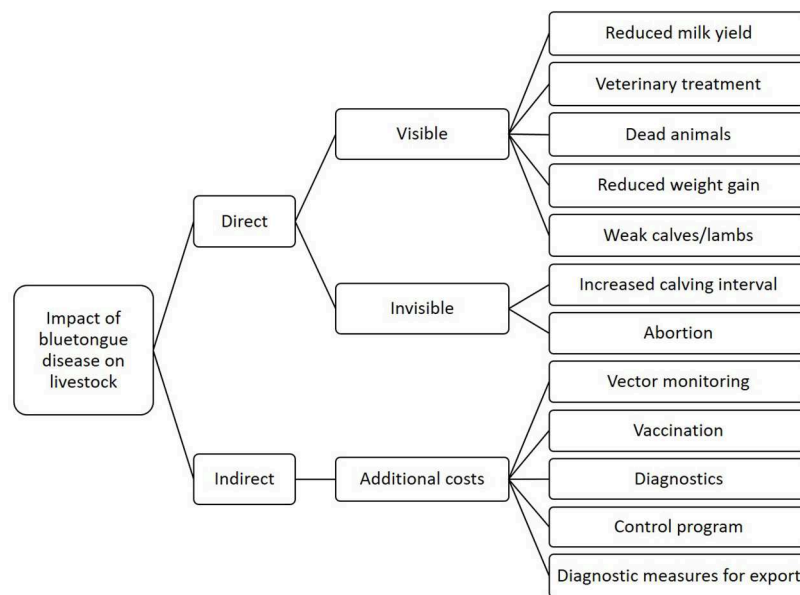 Impact of
bluetongue
disease on
livestock
Direct
Indirect
Visible
Invisible
Additional costs
Reduced milk yield
Veterinary treatment
Dead animals
Reduced weight gain
Weak calves/lambs
Increased calving interval
Abortion
Vector monitoring
Vaccination
Diagnostics
Control program
Diagnostic measures for export